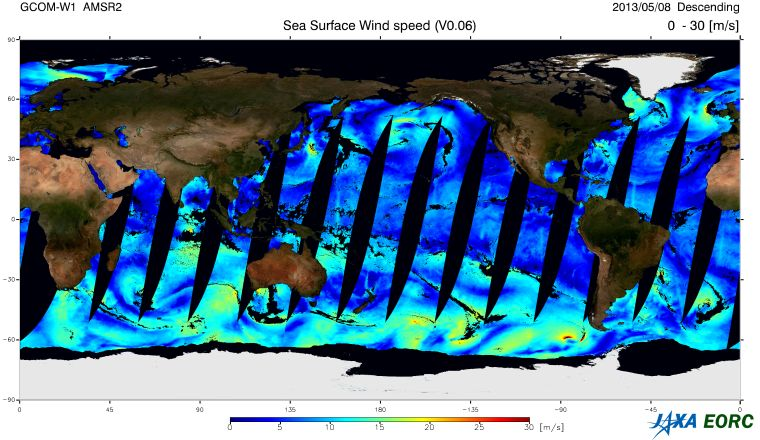 GCOM-W1 AMSR2
2013/05/08 Descending
Sea Surface Wind speed (V0.06)
0 - 30 [m/s]
90
60
30
0
-30
-60
-90
0 45 90 135 180 -135 -90 -45 0
0 5 10 15 20 25 30 [m/s]
JAXA EORC